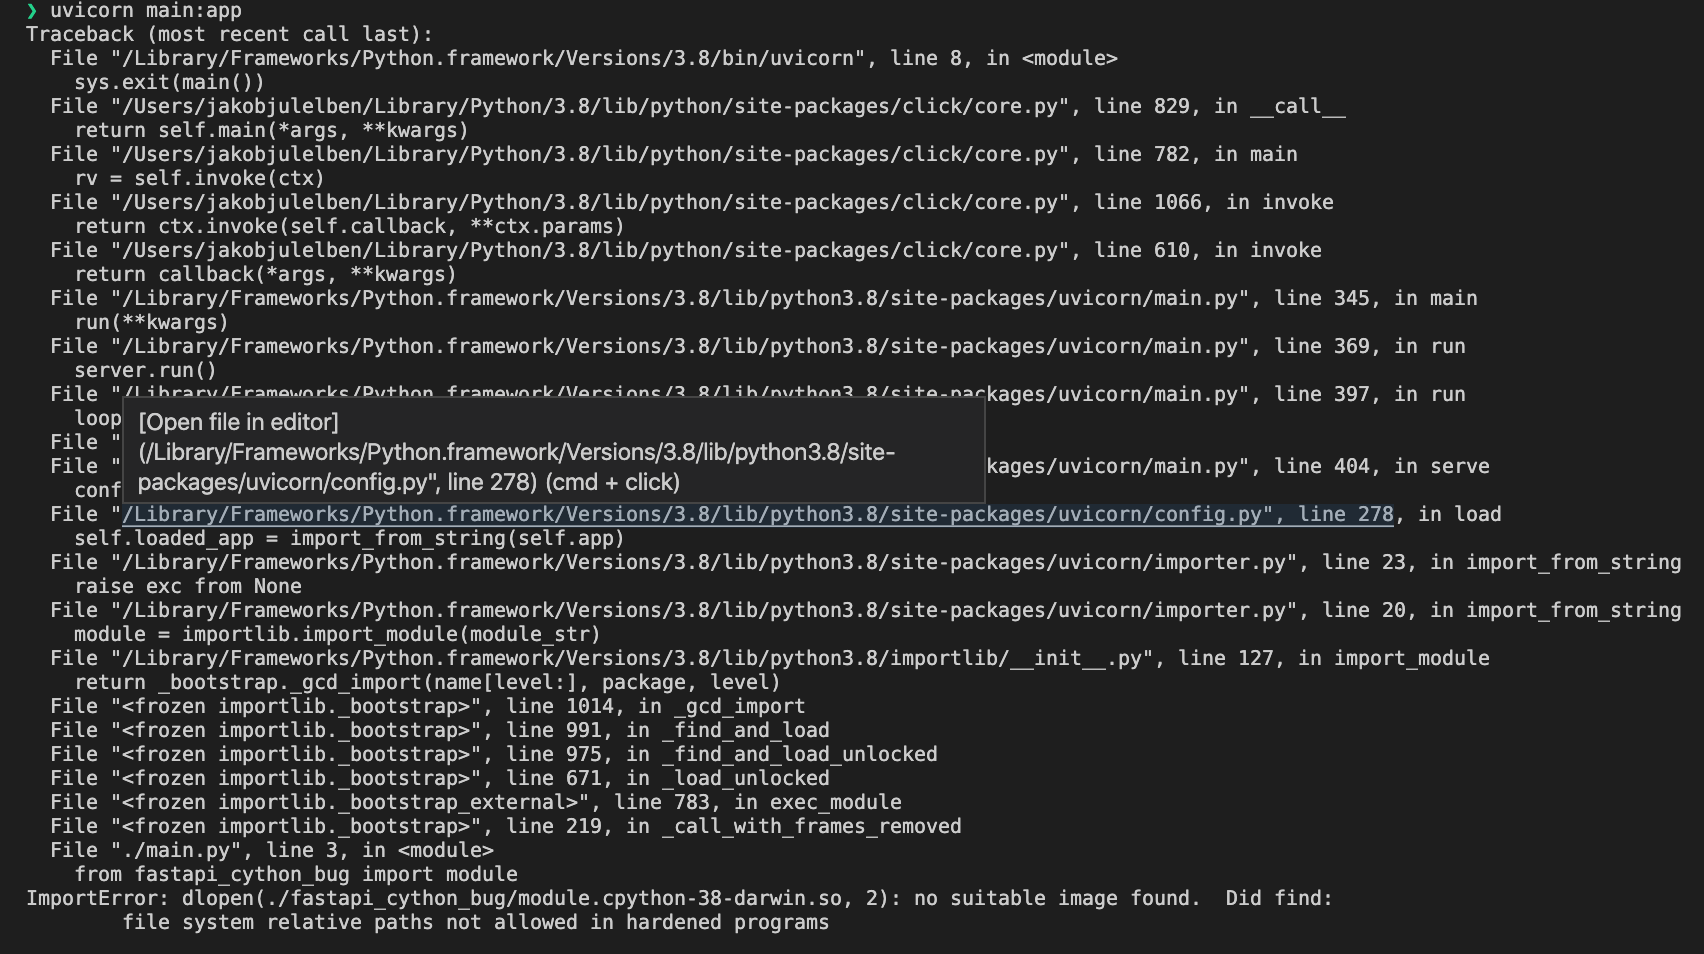 ❯ uvicorn main:app
Traceback (most recent call last):
  File "/Library/Frameworks/Python.framework/Versions/3.8/bin/uvicorn", line 8, in <module>
    sys.exit(main())
  File "/Users/jakobjulelben/Library/Python/3.8/lib/python/site-packages/click/core.py", line 829, in __call__
    return self.main(*args, **kwargs)
  File "/Users/jakobjulelben/Library/Python/3.8/lib/python/site-packages/click/core.py", line 782, in main
    rv = self.invoke(ctx)
  File "/Users/jakobjulelben/Library/Python/3.8/lib/python/site-packages/click/core.py", line 1066, in invoke
    return ctx.invoke(self.callback, **ctx.params)
  File "/Users/jakobjulelben/Library/Python/3.8/lib/python/site-packages/click/core.py", line 610, in invoke
    return callback(*args, **kwargs)
  File "/Library/Frameworks/Python.framework/Versions/3.8/lib/python3.8/site-packages/uvicorn/main.py", line 345, in main
    run(**kwargs)
  File "/Library/Frameworks/Python.framework/Versions/3.8/lib/python3.8/site-packages/uvicorn/main.py", line 369, in run
    server.run()
  File "/Library/Frameworks/Python.framework/Versions/3.8/lib/python3.8/site-packages/uvicorn/main.py", line 397, in run
    loop
[Open file in editor]
(/Library/Frameworks/Python.framework/Versions/3.8/lib/python3.8/site-
packages/uvicorn/config.py", line 278) (cmd + click)
  File "
  File "kages/uvicorn/main.py", line 404, in serve
    conf
  File "/Library/Frameworks/Python.framework/Versions/3.8/lib/python3.8/site-packages/uvicorn/config.py", line 278, in load
    self.loaded_app = import_from_string(self.app)
  File "/Library/Frameworks/Python.framework/Versions/3.8/lib/python3.8/site-packages/uvicorn/importer.py", line 23, in import_from_string
    raise exc from None
  File "/Library/Frameworks/Python.framework/Versions/3.8/lib/python3.8/site-packages/uvicorn/importer.py", line 20, in import_from_string
    module = importlib.import_module(module_str)
  File "/Library/Frameworks/Python.framework/Versions/3.8/lib/python3.8/importlib/__init__.py", line 127, in import_module
    return _bootstrap._gcd_import(name[level:], package, level)
  File "<frozen importlib._bootstrap>", line 1014, in _gcd_import
  File "<frozen importlib._bootstrap>", line 991, in _find_and_load
  File "<frozen importlib._bootstrap>", line 975, in _find_and_load_unlocked
  File "<frozen importlib._bootstrap>", line 671, in _load_unlocked
  File "<frozen importlib._bootstrap_external>", line 783, in exec_module
  File "<frozen importlib._bootstrap>", line 219, in _call_with_frames_removed
  File "./main.py", line 3, in <module>
    from fastapi_cython_bug import module
ImportError: dlopen(./fastapi_cython_bug/module.cpython-38-darwin.so, 2): no suitable image found.  Did find:
        file system relative paths not allowed in hardened programs